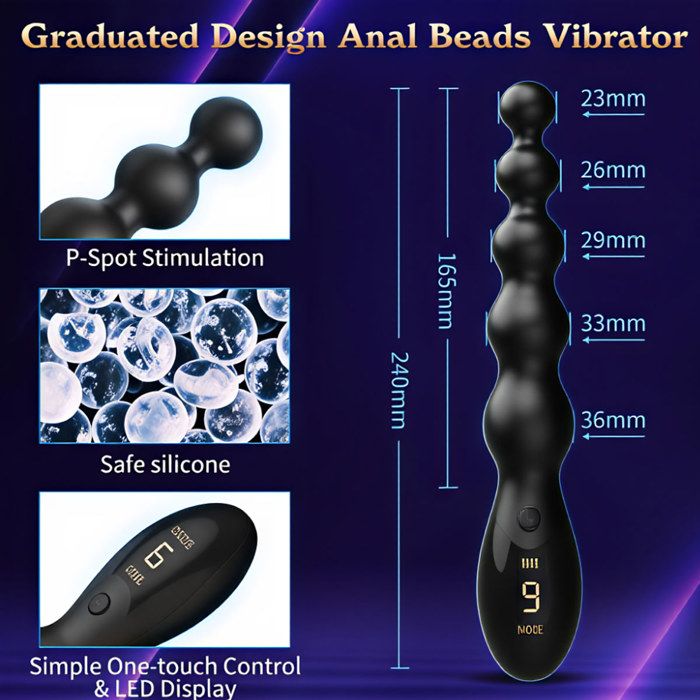 Graduated Design Anal Beads Vibrator
P-Spot Stimulation
Safe silicone
6
Simple One-touch Control
& LED Display
240mm
165mm
23mm
26mm
29mm
33mm
36mm
9
MODE